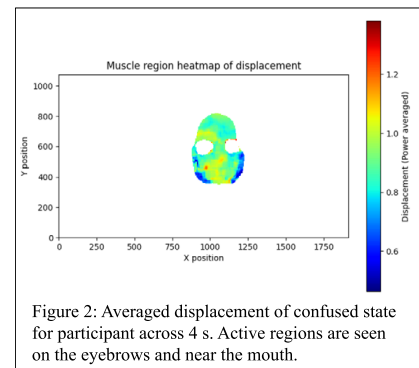 Muscle region heatmap of displacement
1000
800
600
400
200
0
Y position
0 250 500 750 1000 1250 1500 1750
X position
1.2
1.0
0.8
0.6
Displacement (Power averaged)
Figure 2: Averaged displacement of confused state
for participant across 4 s. Active regions are seen
on the eyebrows and near the mouth.